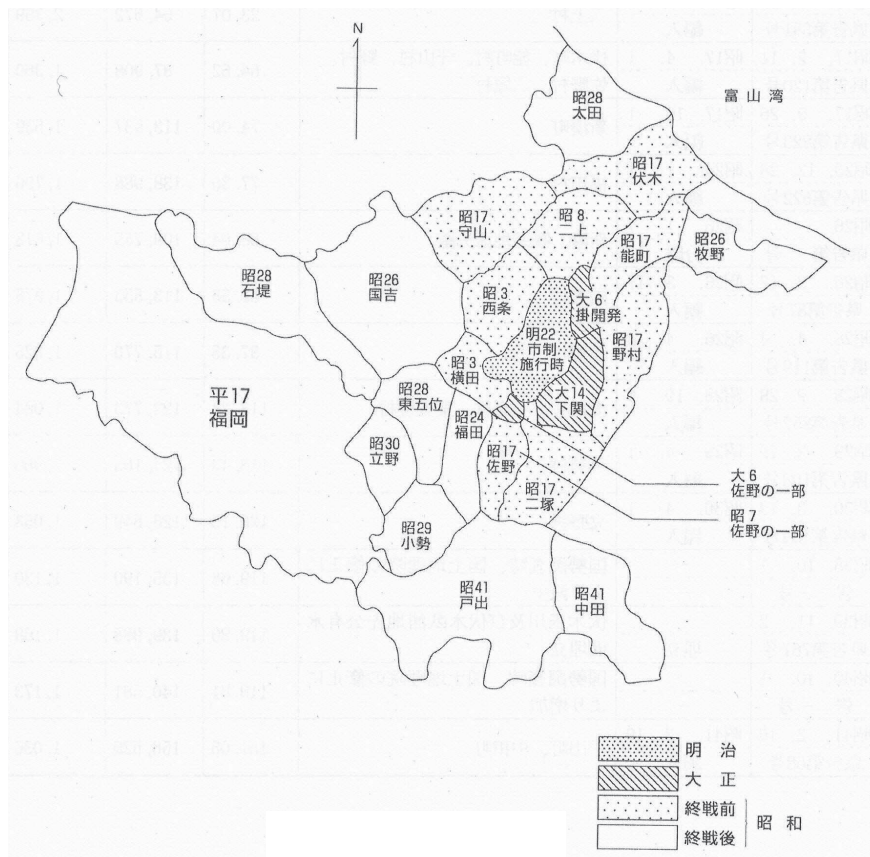 N
富山湾
昭28
太田
昭17
伏木
昭17
守山
昭8
二上
昭17
能町
昭26
牧野
昭28
石堤
昭26
国吉
昭.3
西条
大6
掛開発
明22
市制
施行時
昭17
野村
昭3
横田
平17
福岡
昭28
東五位
大14
下関
昭24
福田
昭30
立野
昭17
佐野
昭17
二塚
大6
佐野の一部
昭7
佐野の一部
昭29
小勢
昭41
戸出
昭41
中田
明治
大正
終戦前
昭和
終戦後